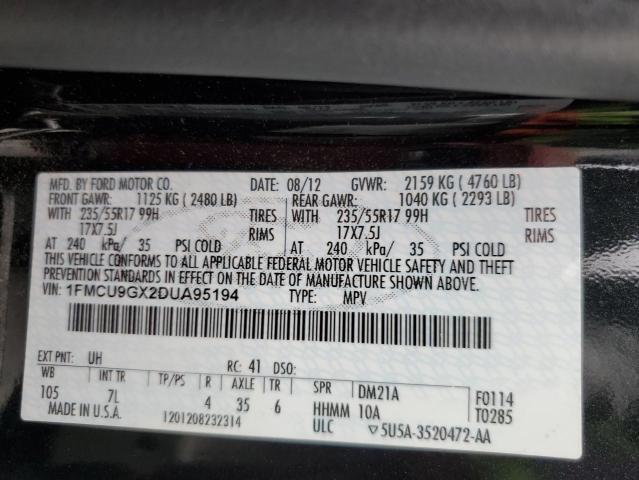 MFD. BY FORD MOTOR CO. DATE: 08/12 GVWR: 2159 KG ( 4760 LB)
FRONT GAWR: 1125 KG ( 2480 LB) REAR GAWR: 1040 KG ( 2293 LB)
WITH 235/55R17 99H TIRES WITH 235/55R17 99H TIRES
17X7.5J RIMS 17X7.5J RIMS
AT 240 kPa/ 35 PSI COLD AT 240 kPa/ 35 PSI COLD
THIS VEHICLE CONFORMS TO ALL APPLICABLE FEDERAL MOTOR VEHICLE SAFETY AND THEFT
PREVENTION STANDARDS IN EFFECT ON THE DATE OF MANUFACTURE SHOWN ABOVE.
VIN: 1FMCU9GX2DUA95194 TYPE: MPV
EXT PNT: UH RC: 41 DSO:
WB INT TR TP/PS R AXLE TR SPR DM21A F0114
105 7L 4 35 6 HHMM 10A T0285
MADE IN U.S.A. 1201208232314 ULC 5U5A-3520472-AA